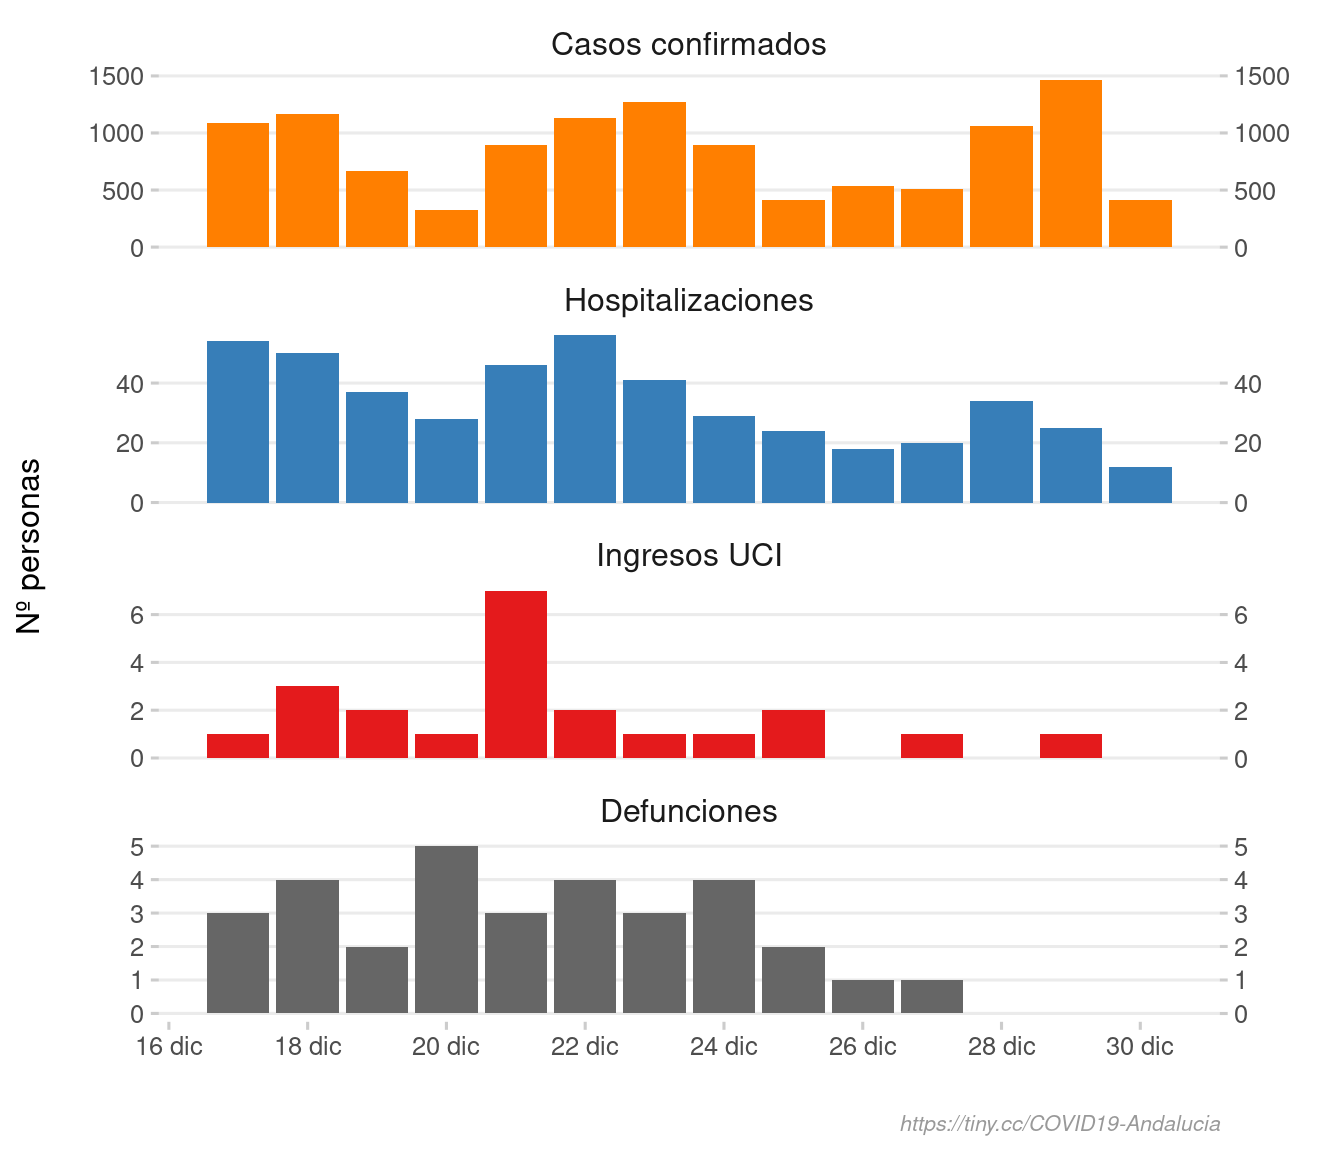 Casos confirmados
1500 1500
1000 1000
500 500
0 0
Hospitalizaciones
40 40
20 20
0 0
Nº personas
Ingresos UCI
6 6
4 4
2 2
0 0
Defunciones
5 5
4 4
3 3
2 2
1 1
0 0
16 dic 18 dic 20 dic 22 dic 24 dic 26 dic 28 dic 30 dic
https://tiny.cc/COVID19-Andalucia